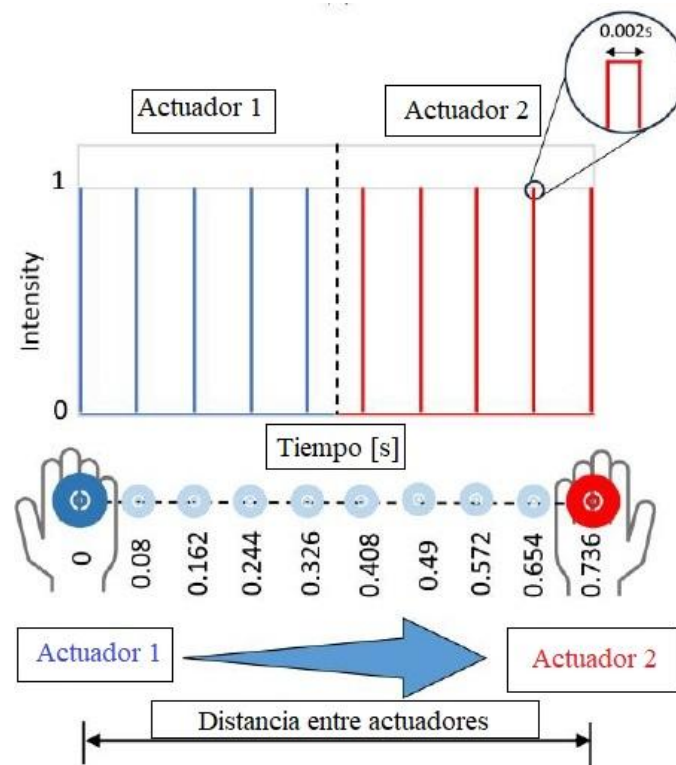 0.002s
Actuador 1
Actuador 2
1
Intensity
0
Tiempo [s]
0
0.08
0.162
0.244
0.326
0.408
0.49
0.572
0.654
0.736
Actuador 1
Actuador 2
Distancia entre actuadores